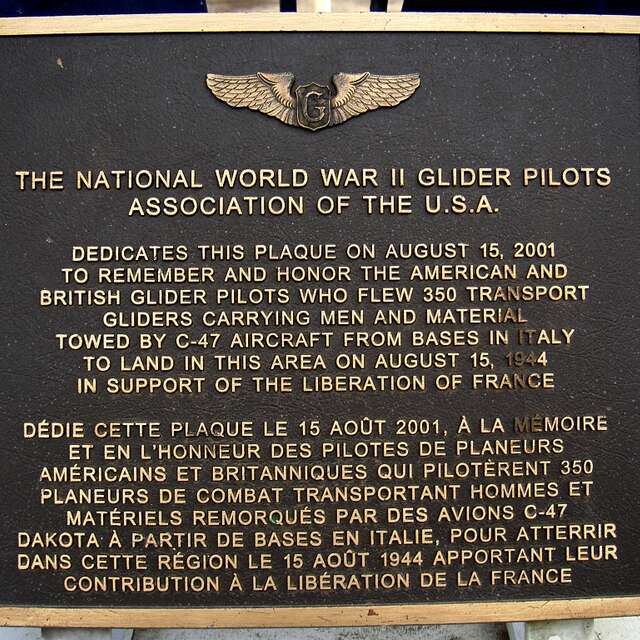 G
THE NATIONAL WORLD WAR II GLIDER PILOTS
ASSOCIATION OF THE U.S.A.
DEDICATES THIS PLAQUE ON AUGUST 15, 2001
TO REMEMBER AND HONOR THE AMERICAN AND
BRITISH GLIDER PILOTS WHO FLEW 350 TRANSPORT
GLIDERS CARRYING MEN AND MATERIAL
TOWED BY C-47 AIRCRAFT FROM BASES IN ITALY
TO LAND IN THIS AREA ON AUGUST 15, 1944
IN SUPPORT OF THE LIBERATION OF FRANCE
DÉDIE CETTE PLAQUE LE 15 AOÛT 2001, À LA MÉMOIRE
ET EN L'HONNEUR DES PILOTES DE PLANEURS
AMÉRICAINS ET BRITANNIQUES QUI PILOTÈRENT 350
PLANEURS DE COMBAT TRANSPORTANT HOMMES ET
MATÉRIELS REMORQUÉS PAR DES AVIONS C-47
DAKOTA À PARTIR DE BASES EN ITALIE, POUR ATTERRIR
DANS CETTE RÉGION LE 15 AOÛT 1944 APPORTANT LEUR
CONTRIBUTION À LA LIBÉRATION DE LA FRANCE